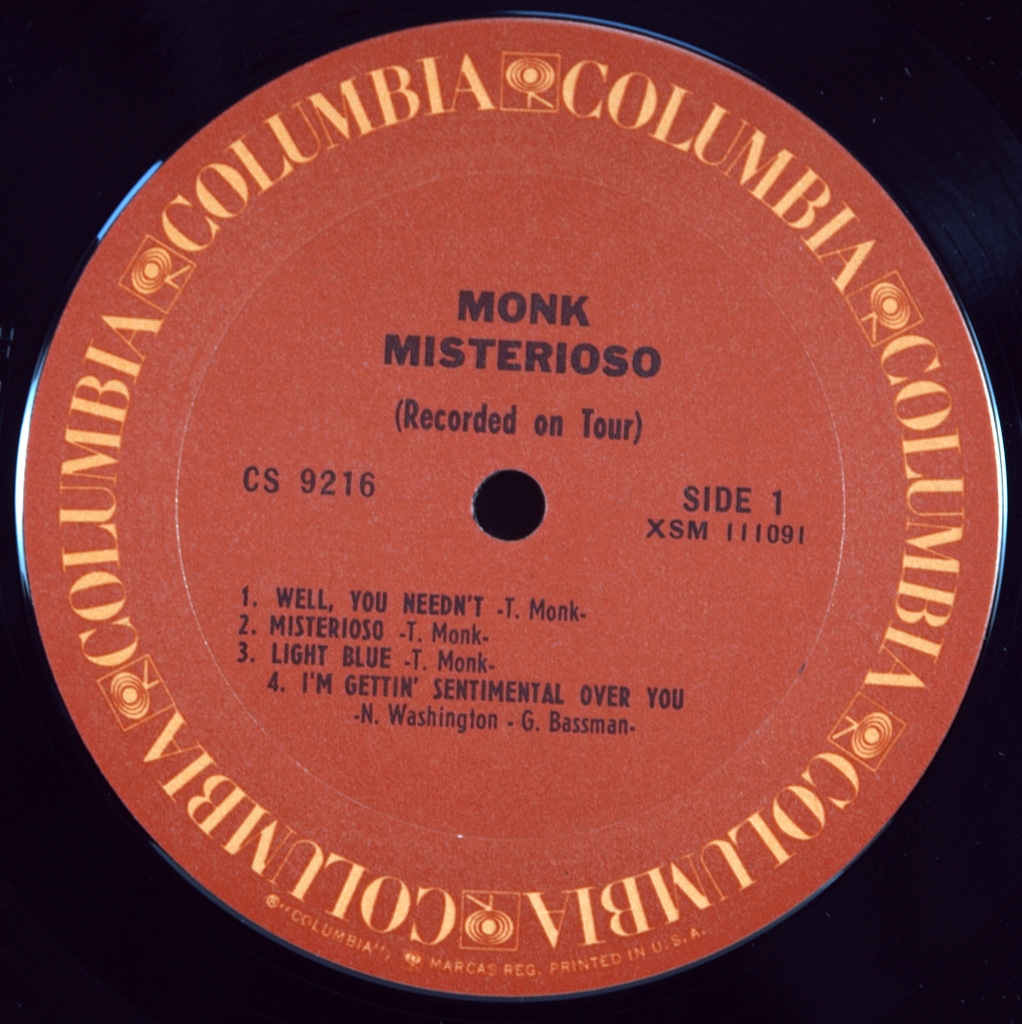 COLUMBIA COLUMBIA COLUMBIA COLUMBIA COLUMBIA COLUMBIA
MONK
MISTERIOSO
(Recorded on Tour)
CS 9216
SIDE 1
XSM 111091
1. WELL, YOU NEEDN'T -T. Monk-
2. MISTERIOSO -T. Monk-
3. LIGHT BLUE -T. Monk-
4. I'M GETTIN' SENTIMENTAL OVER YOU
-N. Washington - G. Bassman-
® "COLUMBIA", MARCAS REG. PRINTED IN U.S.A.